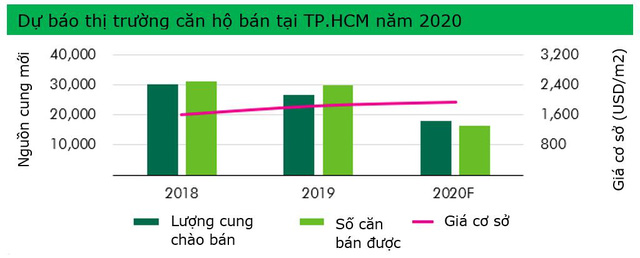 Dự báo thị trường căn hộ bán tại TP.HCM năm 2020
Nguồn cung mới
40,000
30,000
20,000
10,000
3,200
2,400
1,600
800
Giá cơ sở (USD/m2)
2018
2019
2020F
Lượng cung
chào bán
Số căn
bán được
Giá cơ sở